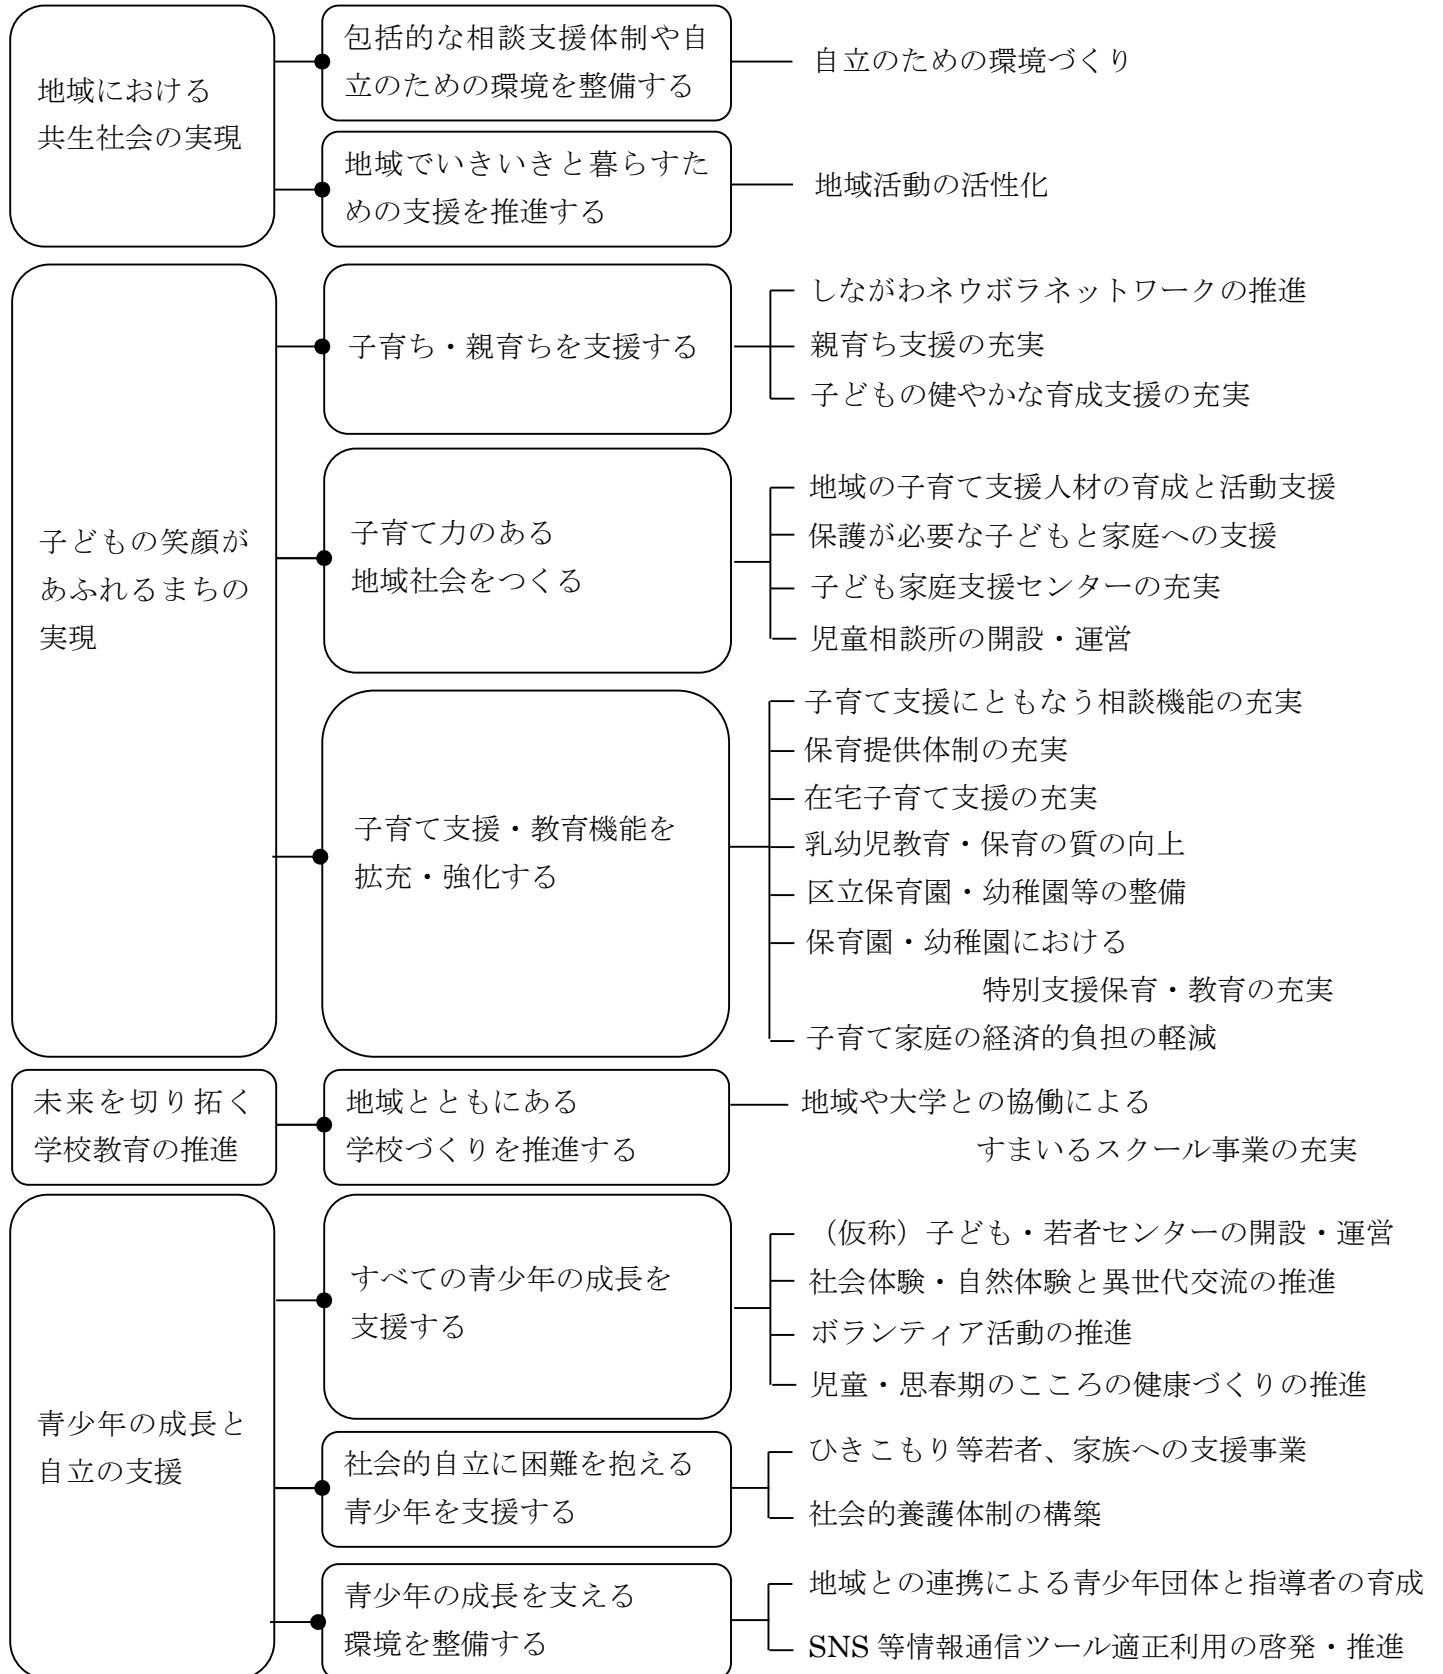 地域における
共生社会の実現
包括的な相談支援体制や自
立のための環境を整備する
自立のための環境づくり
地域でいきいきと暮らすた
めの支援を推進する
地域活動の活性化
子どもの笑顔が
あふれるまちの
実現
子育ち・親育ちを支援する
しながわネウボラネットワークの推進
親育ち支援の充実
子どもの健やかな育成支援の充実
子育て力のある
地域社会をつくる
地域の子育て支援人材の育成と活動支援
保護が必要な子どもと家庭への支援
子ども家庭支援センターの充実
児童相談所の開設・運営
子育て支援・教育機能を
拡充・強化する
子育て支援にともなう相談機能の充実
保育提供体制の充実
在宅子育て支援の充実
乳幼児教育・保育の質の向上
区立保育園・幼稚園等の整備
保育園・幼稚園における
特別支援保育・教育の充実
子育て家庭の経済的負担の軽減
未来を切り拓く
学校教育の推進
地域とともにある
学校づくりを推進する
地域や大学との協働による
すまいるスクール事業の充実
青少年の成長と
自立の支援
すべての青少年の成長を
支援する
（仮称）子ども・若者センターの開設・運営
社会体験・自然体験と異世代交流の推進
ボランティア活動の推進
児童・思春期のこころの健康づくりの推進
社会的自立に困難を抱える
青少年を支援する
ひきこもり等若者、家族への支援事業
社会的養護体制の構築
青少年の成長を支える
環境を整備する
地域との連携による青少年団体と指導者の育成
SNS 等情報通信ツール適正利用の啓発・推進